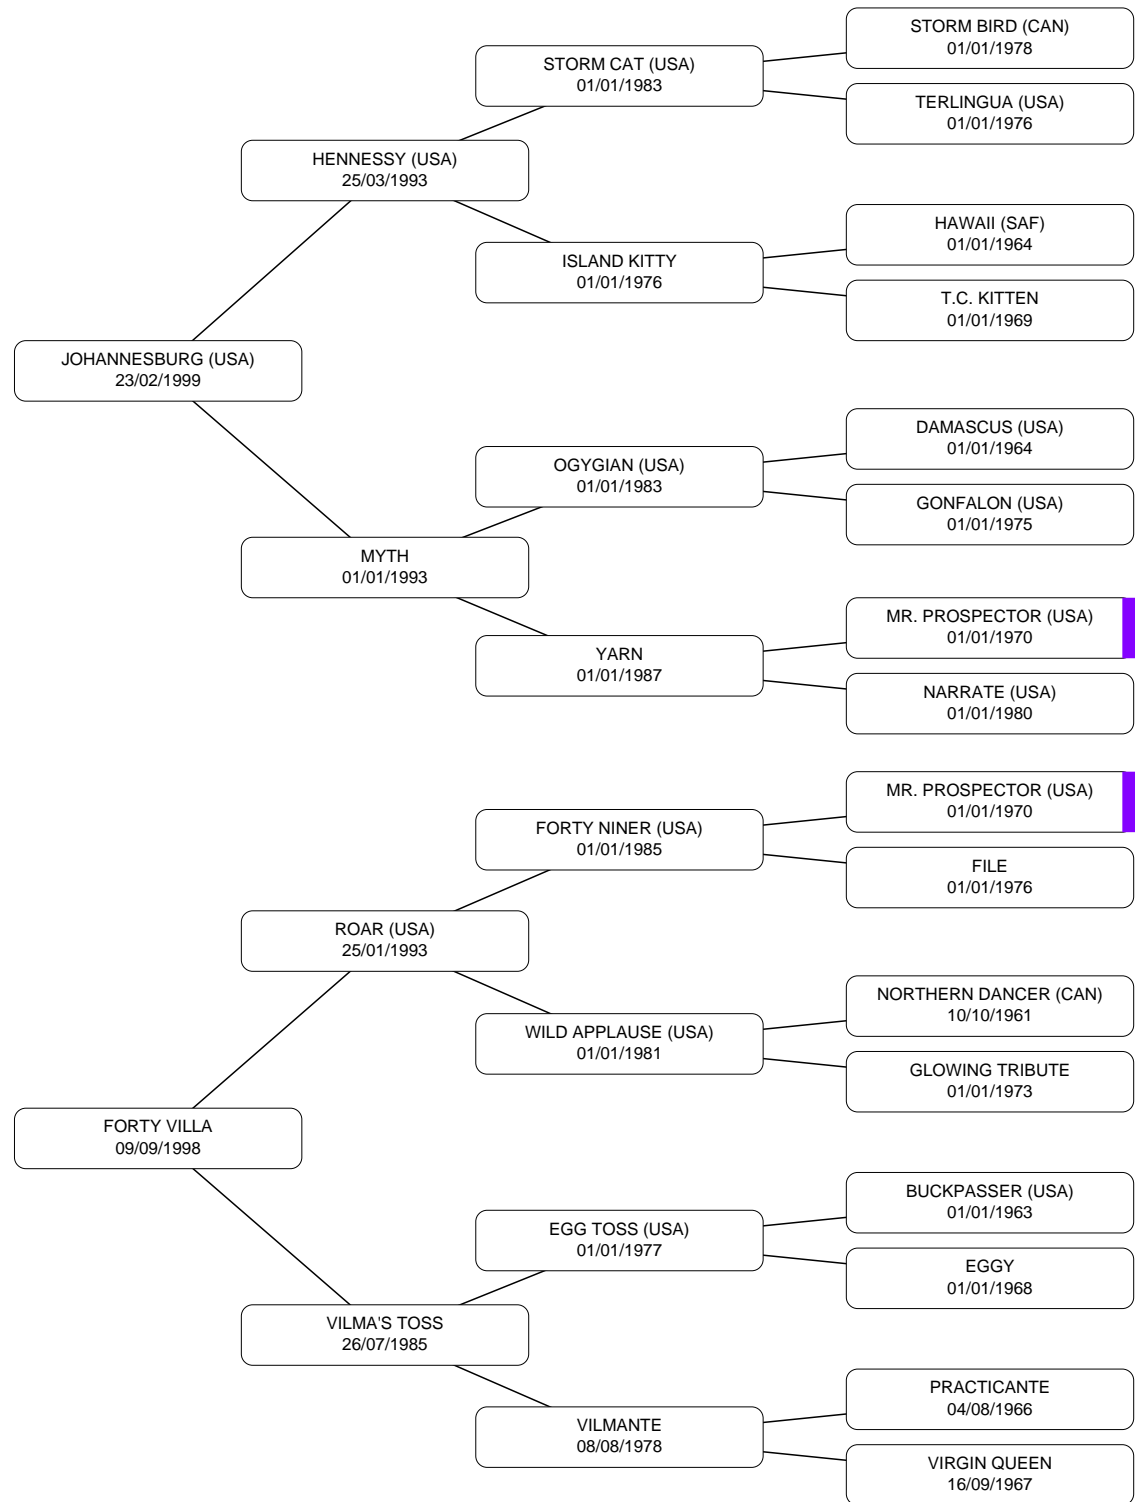 STORM BIRD (CAN)
01/01/1978
STORM CAT (USA)
01/01/1983
TERLINGUA (USA)
01/01/1976
HENNESSY (USA)
25/03/1993
HAWAII (SAF)
01/01/1964
ISLAND KITTY
01/01/1976
T.C. KITTEN
01/01/1969
JOHANNESBURG (USA)
23/02/1999
DAMASCUS (USA)
01/01/1964
OGYGIAN (USA)
01/01/1983
GONFALON (USA)
01/01/1975
MYTH
01/01/1993
MR. PROSPECTOR (USA)
01/01/1970
YARN
01/01/1987
NARRATE (USA)
01/01/1980
MR. PROSPECTOR (USA)
01/01/1970
FORTY NINER (USA)
01/01/1985
FILE
01/01/1976
ROAR (USA)
25/01/1993
NORTHERN DANCER (CAN)
10/10/1961
WILD APPLAUSE (USA)
01/01/1981
GLOWING TRIBUTE
01/01/1973
FORTY VILLA
09/09/1998
BUCKPASSER (USA)
01/01/1963
EGG TOSS (USA)
01/01/1977
EGGY
01/01/1968
VILMA'S TOSS
26/07/1985
PRACTICANTE
04/08/1966
VILMANTE
08/08/1978
VIRGIN QUEEN
16/09/1967